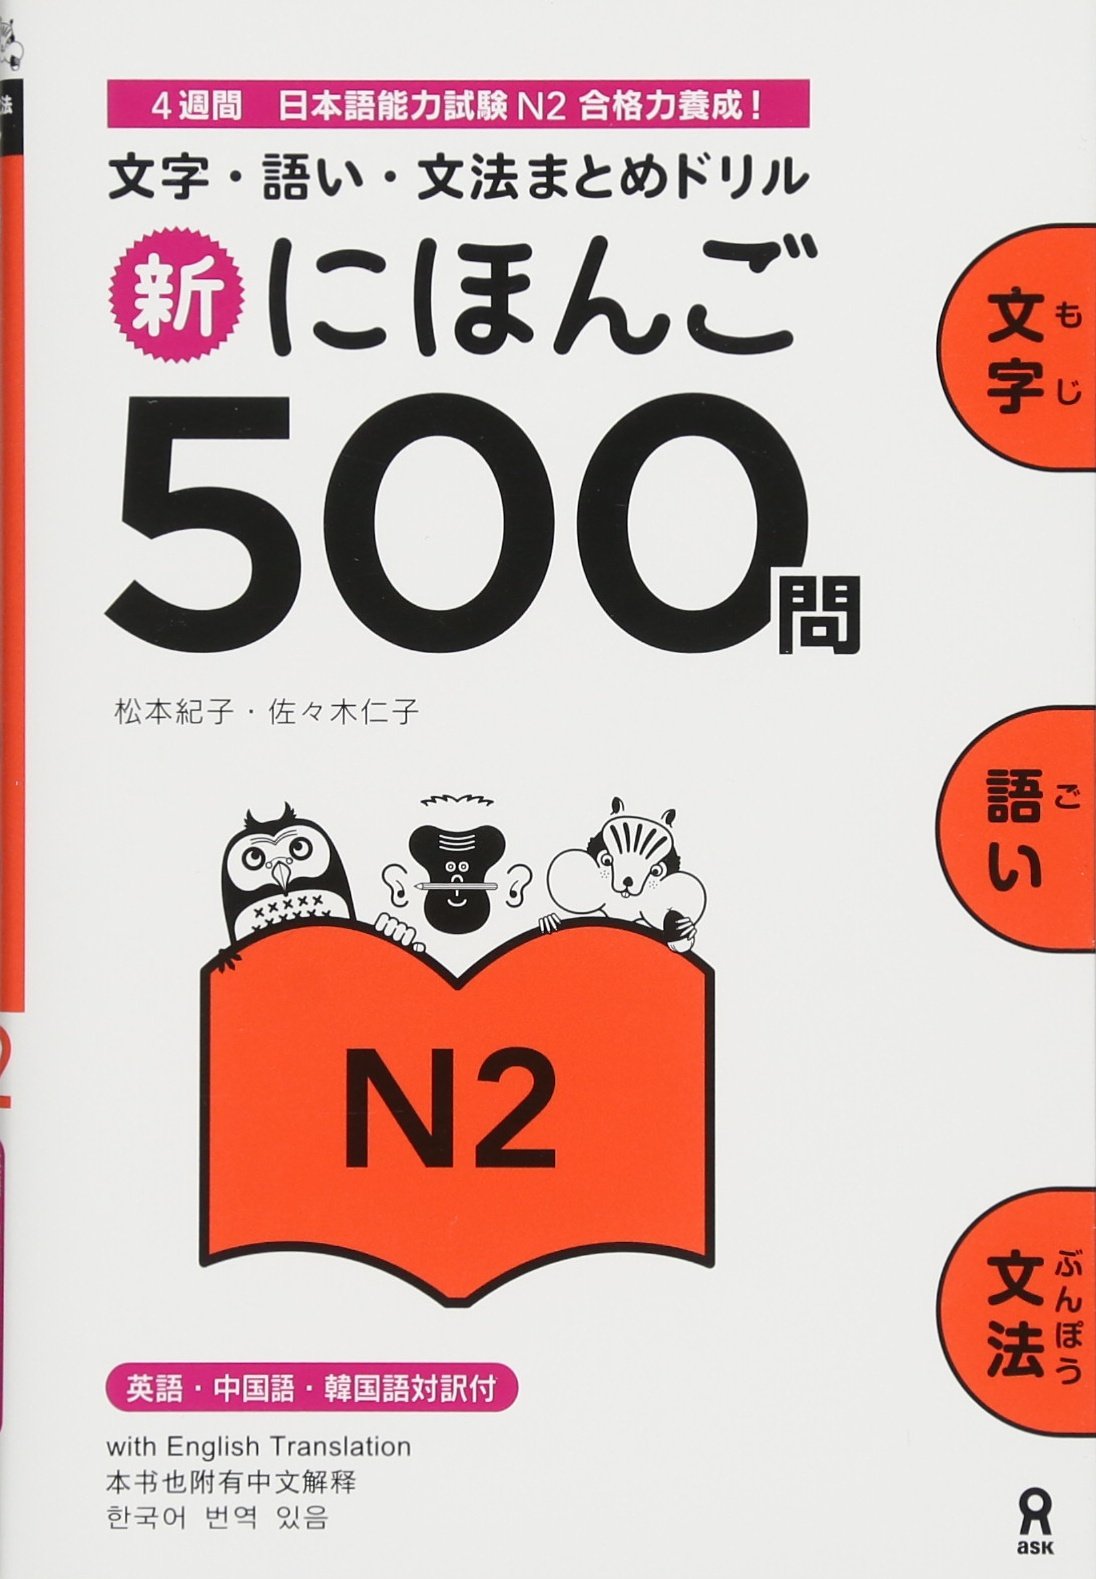 4週間　日本語能力試験 N2 合格力養成！
文字・語い・文法まとめドリル
新にほんご
500問
松本紀子・佐々木仁子
N2
英語・中国語・韓国語対訳付
with English Translation
本书也附有中文解释
한국어 번역 있음
文字
もじ
語い
ご
文法
ぶんぽう
ask
法
2